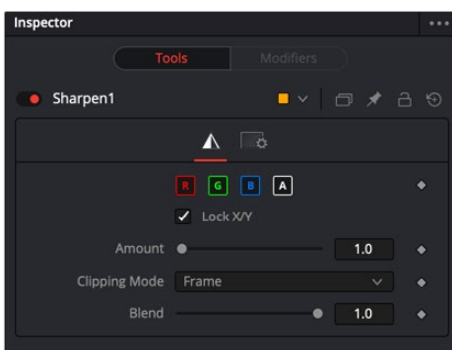 Inspector
Tools Modifiers
Sharpen1
R G B A
Lock X/Y
Amount 1.0
Clipping Mode Frame
Blend 1.0